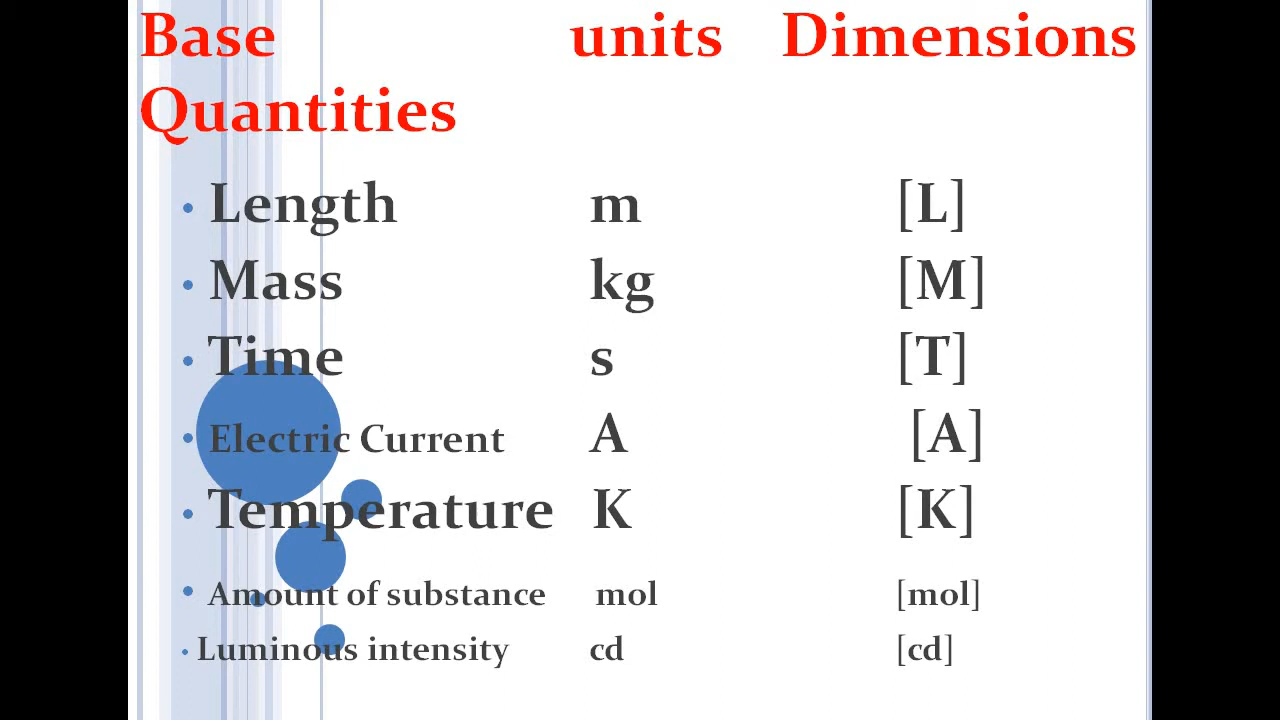 Base units Dimensions
Quantities
• Length m [L]
• Mass kg [M]
• Time s [T]
• Electric Current A [A]
• Temperature K [K]
• Amount of substance mol [mol]
• Luminous intensity cd [cd]